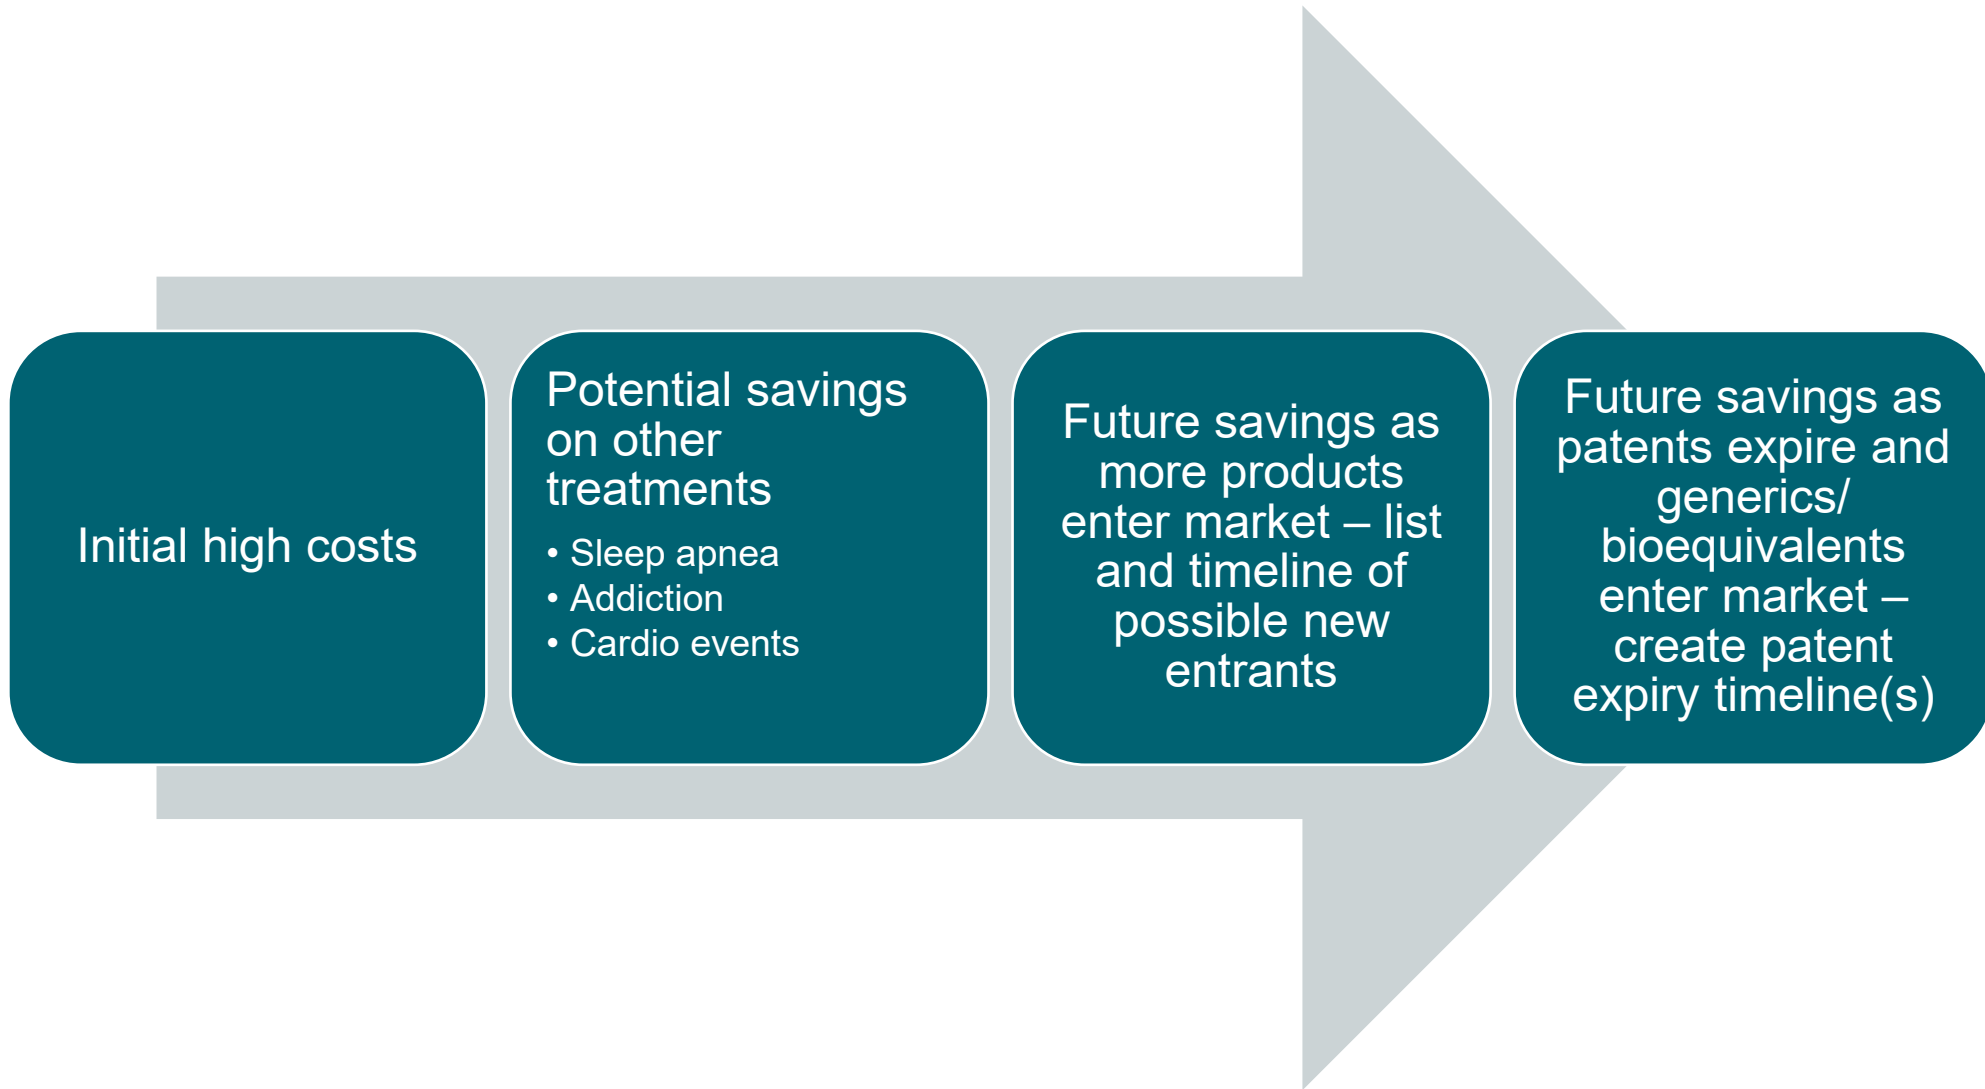 Initial high costs
Potential savings
on other
treatments
• Sleep apnea
• Addiction
• Cardio events
Future savings as
more products
enter market – list
and timeline of
possible new
entrants
Future savings as
patents expire and
generics/
bioequivalents
enter market –
create patent
expiry timeline(s)